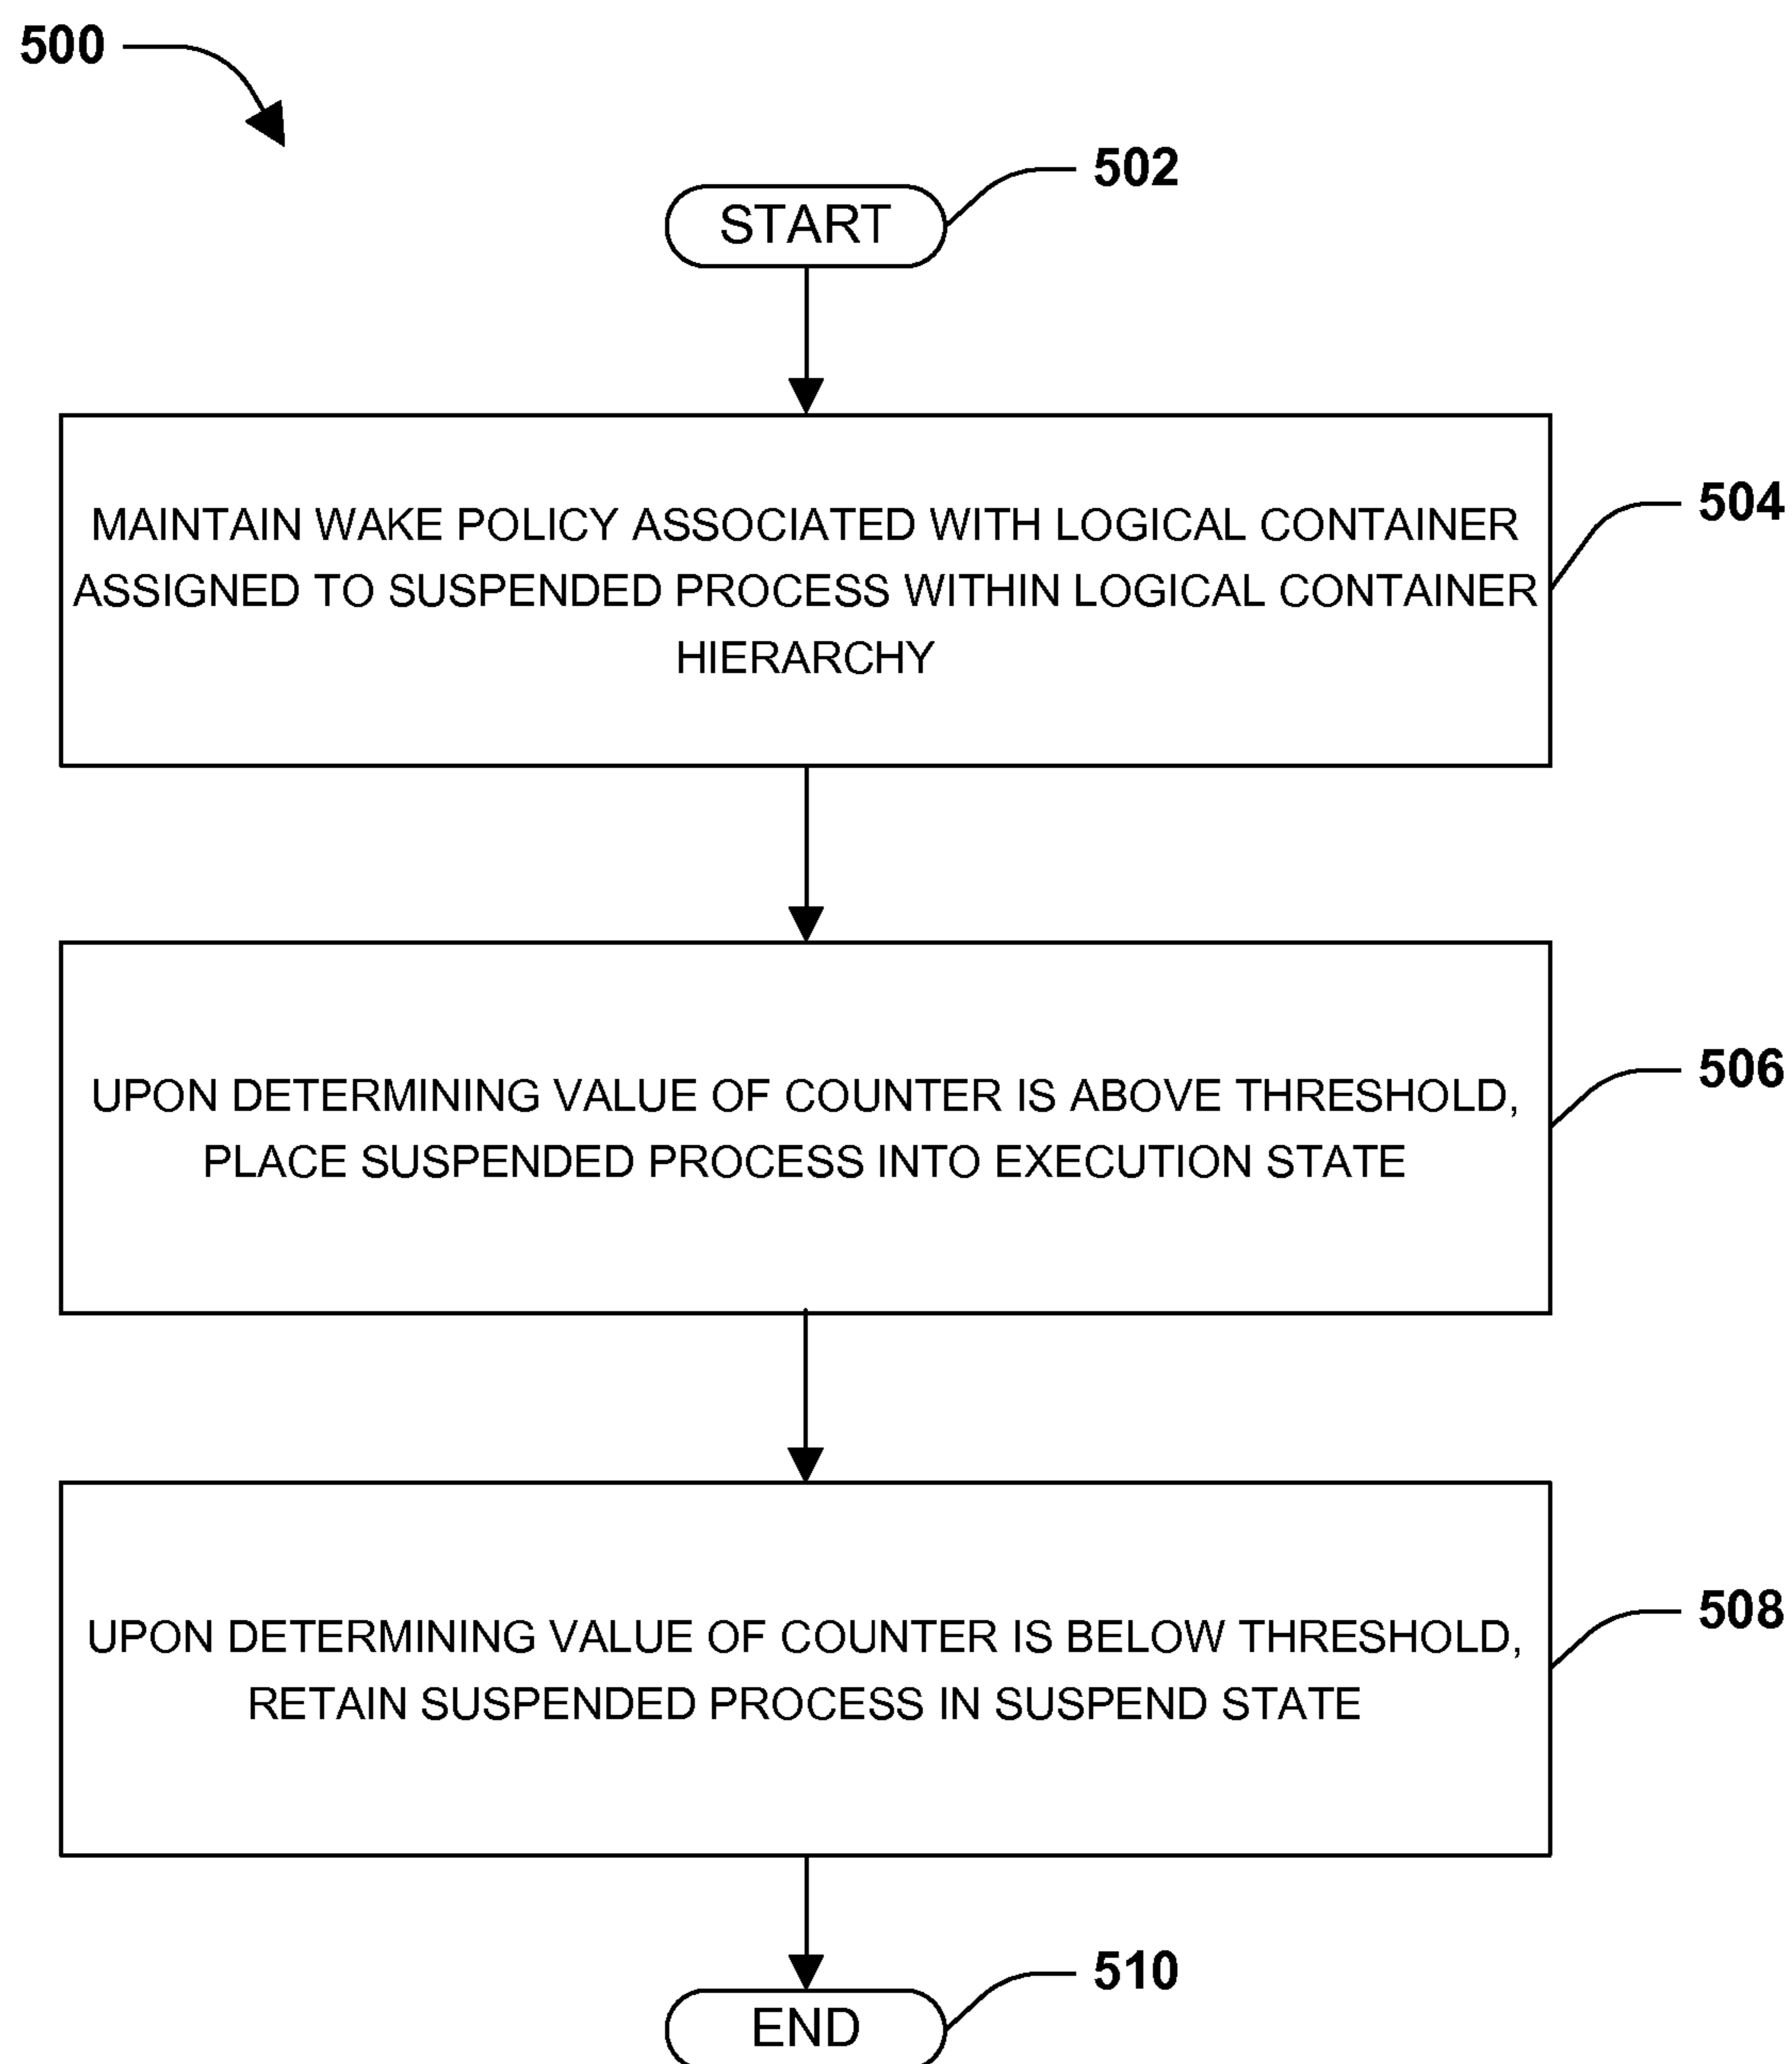 500
502
START
504
MAINTAIN WAKE POLICY ASSOCIATED WITH LOGICAL CONTAINER
ASSIGNED TO SUSPENDED PROCESS WITHIN LOGICAL CONTAINER
HIERARCHY
506
UPON DETERMINING VALUE OF COUNTER IS ABOVE THRESHOLD,
PLACE SUSPENDED PROCESS INTO EXECUTION STATE
508
UPON DETERMINING VALUE OF COUNTER IS BELOW THRESHOLD,
RETAIN SUSPENDED PROCESS IN SUSPEND STATE
510
END